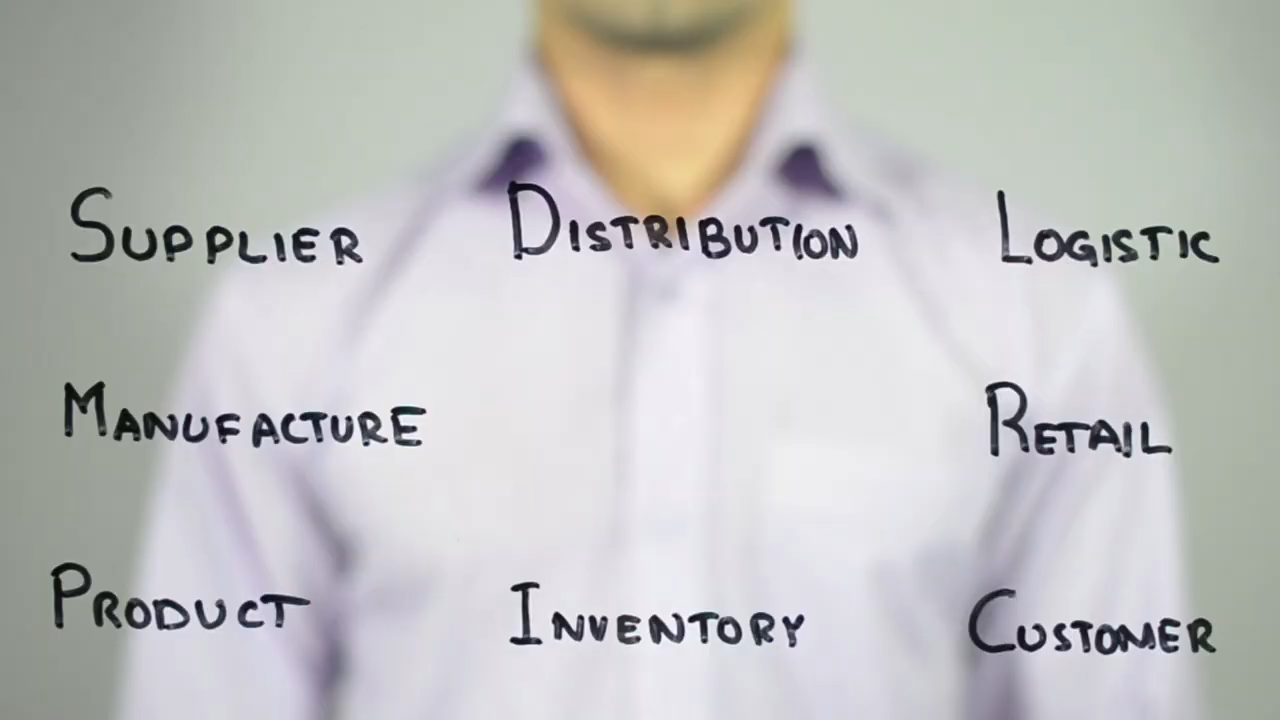 Supplier Distribution Logistic
Manufacture Retail
Product Inventory Customer